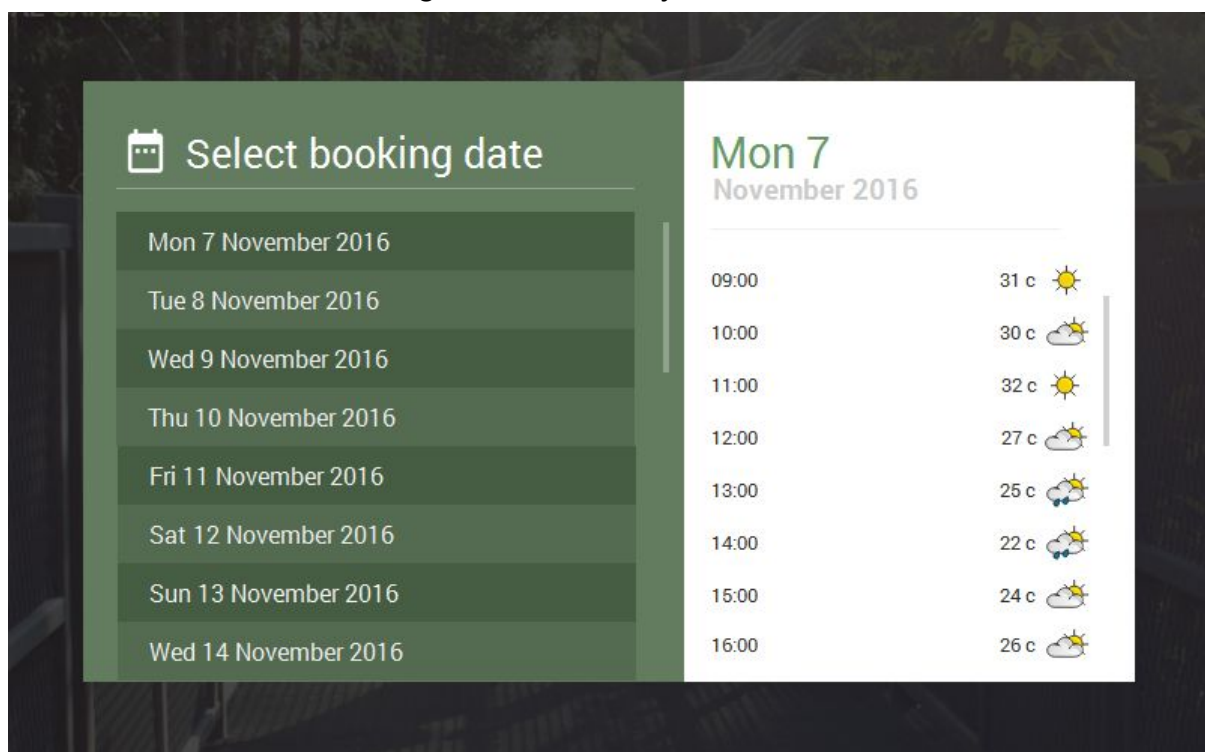 GARDEN
Select booking date
Mon 7 November 2016
Tue 8 November 2016
Wed 9 November 2016
Thu 10 November 2016
Fri 11 November 2016
Sat 12 November 2016
Sun 13 November 2016
Wed 14 November 2016
Mon 7
November 2016
09:00 31 c
10:00 30 c
11:00 32 c
12:00 27 c
13:00 25 c
14:00 22 c
15:00 24 c
16:00 26 c